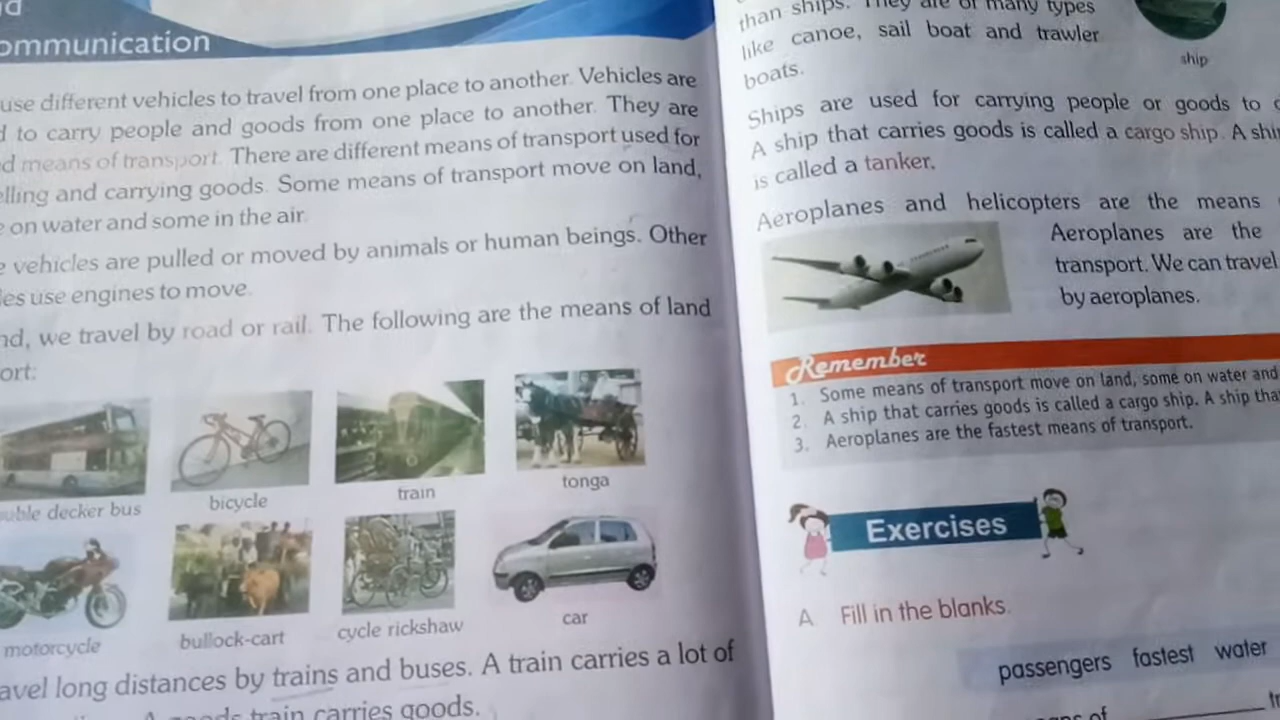 ommunication
use different vehicles to travel from one place to another. Vehicles are
to carry people and goods from one place to another. They are
means of transport. There are different means of transport used for
elling and carrying goods. Some means of transport move on land,
on water and some in the air.
vehicles are pulled or moved by animals or human beings. Other
les use engines to move.
nd, we travel by road or rail. The following are the means of land
ort:
uble decker bus
bicycle
train
tonga
motorcycle
bullock-cart
cycle rickshaw
car
avel long distances by trains and buses. A train carries a lot of
A goods train carries goods.
than ships. They are of many types
like canoe, sail boat and trawler
boats.
ship
Ships are used for carrying people or goods to
A ship that carries goods is called a cargo ship. A shi
is called a tanker.
Aeroplanes and helicopters are the means
Aeroplanes are the
transport. We can travel
by aeroplanes.
Remember
1. Some means of transport move on land, some on water and
2. A ship that carries goods is called a cargo ship. A ship tha
3. Aeroplanes are the fastest means of transport.
Exercises
A. Fill in the blanks.
passengers fastest water
of